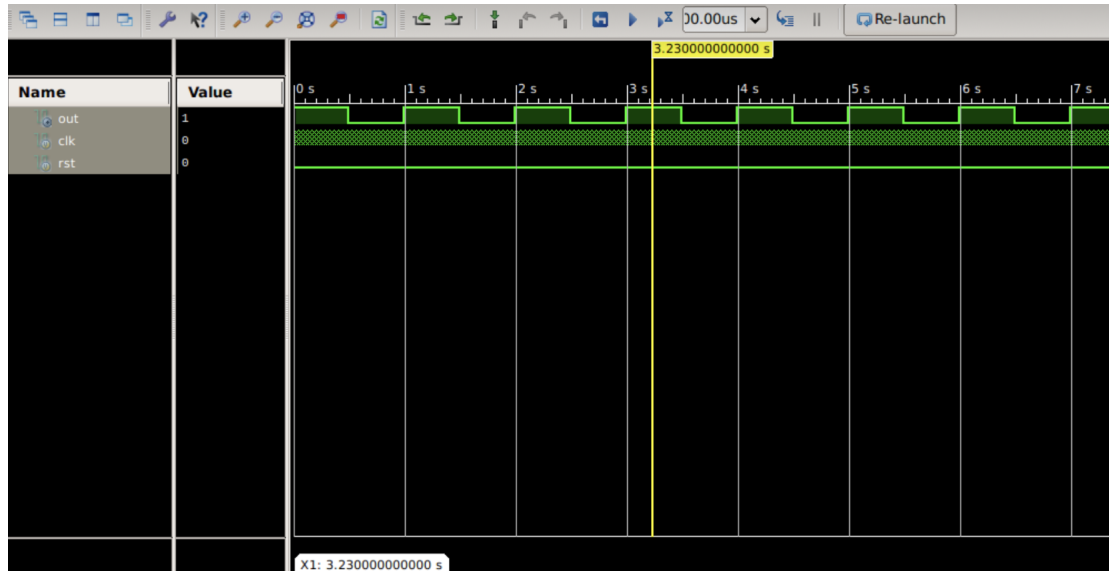 00.00us
Re-launch
3.230000000000 s
Name Value 0 s 1 s 2 s 3 s 4 s 5 s 6 s 7 s
out 1
clk 0
rst 0
X1: 3.230000000000 s